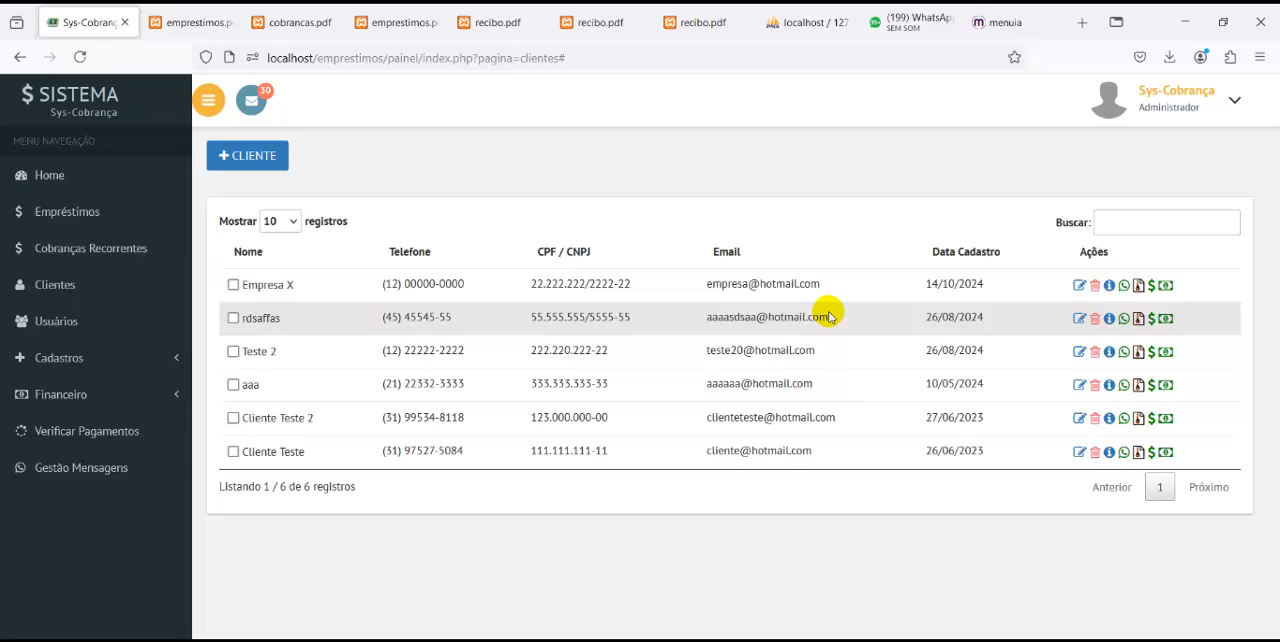 Sys-Cobranç
emprestimos.p
cobrancas.pdf
emprestimos.p
recibo.pdf
recibo.pdf
recibo.pdf
localhost / 127
(199) WhatsAp
SEM SOM
menuia
localhost/emprestimos/painel/index.php?pagina=clientes#
$ SISTEMA
Sys-Cobrança
30
Sys-Cobrança
Administrador
MENU NAVEGAÇÃO
Home
Empréstimos
Cobranças Recorrentes
Clientes
Usuários
Cadastros
Financeiro
Verificar Pagamentos
Gestão Mensagens
CLIENTE
Mostrar 10 registros
Buscar:
Nome Telefone CPF / CNPJ Email Data Cadastro Ações
Empresa X (12) 00000-0000 22.222.222/2222-22 empresa@hotmail.com 14/10/2024
rdsaffas (45) 45545-55 55.555.555/5555-55 aaaasdsaa@hotmail.com 26/08/2024
Teste 2 (12) 22222-2222 222.220.222-22 teste20@hotmail.com 26/08/2024
aaa (21) 22332-3333 333.333.333-33 aaaaaa@hotmail.com 10/05/2024
Cliente Teste 2 (31) 99534-8118 123.000.000-00 clienteteste@hotmail.com 27/06/2023
Cliente Teste (31) 97527-5084 111.111.111-11 cliente@hotmail.com 26/06/2023
Listando 1 / 6 de 6 registros
Anterior 1 Próximo